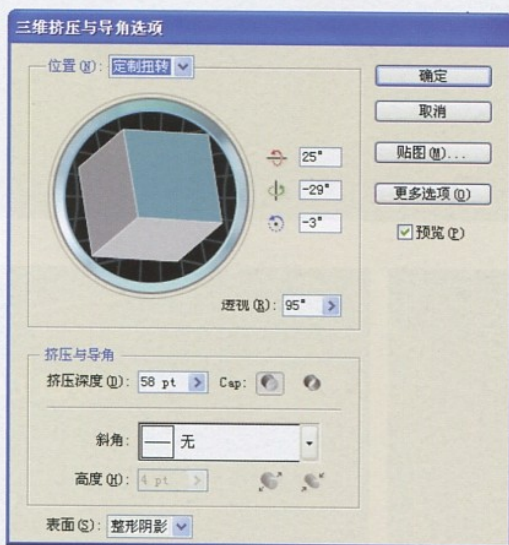 三维挤压与导角选项
位置(N): 定制扭转
确定
取消
贴图(M)...
更多选项(O)
预览(P)
25°
-29°
-3°
透视(R): 95°
挤压与导角
挤压深度(D): 58 pt Cap:
斜角: 无
高度(H): 4 pt
表面(S): 整形阴影